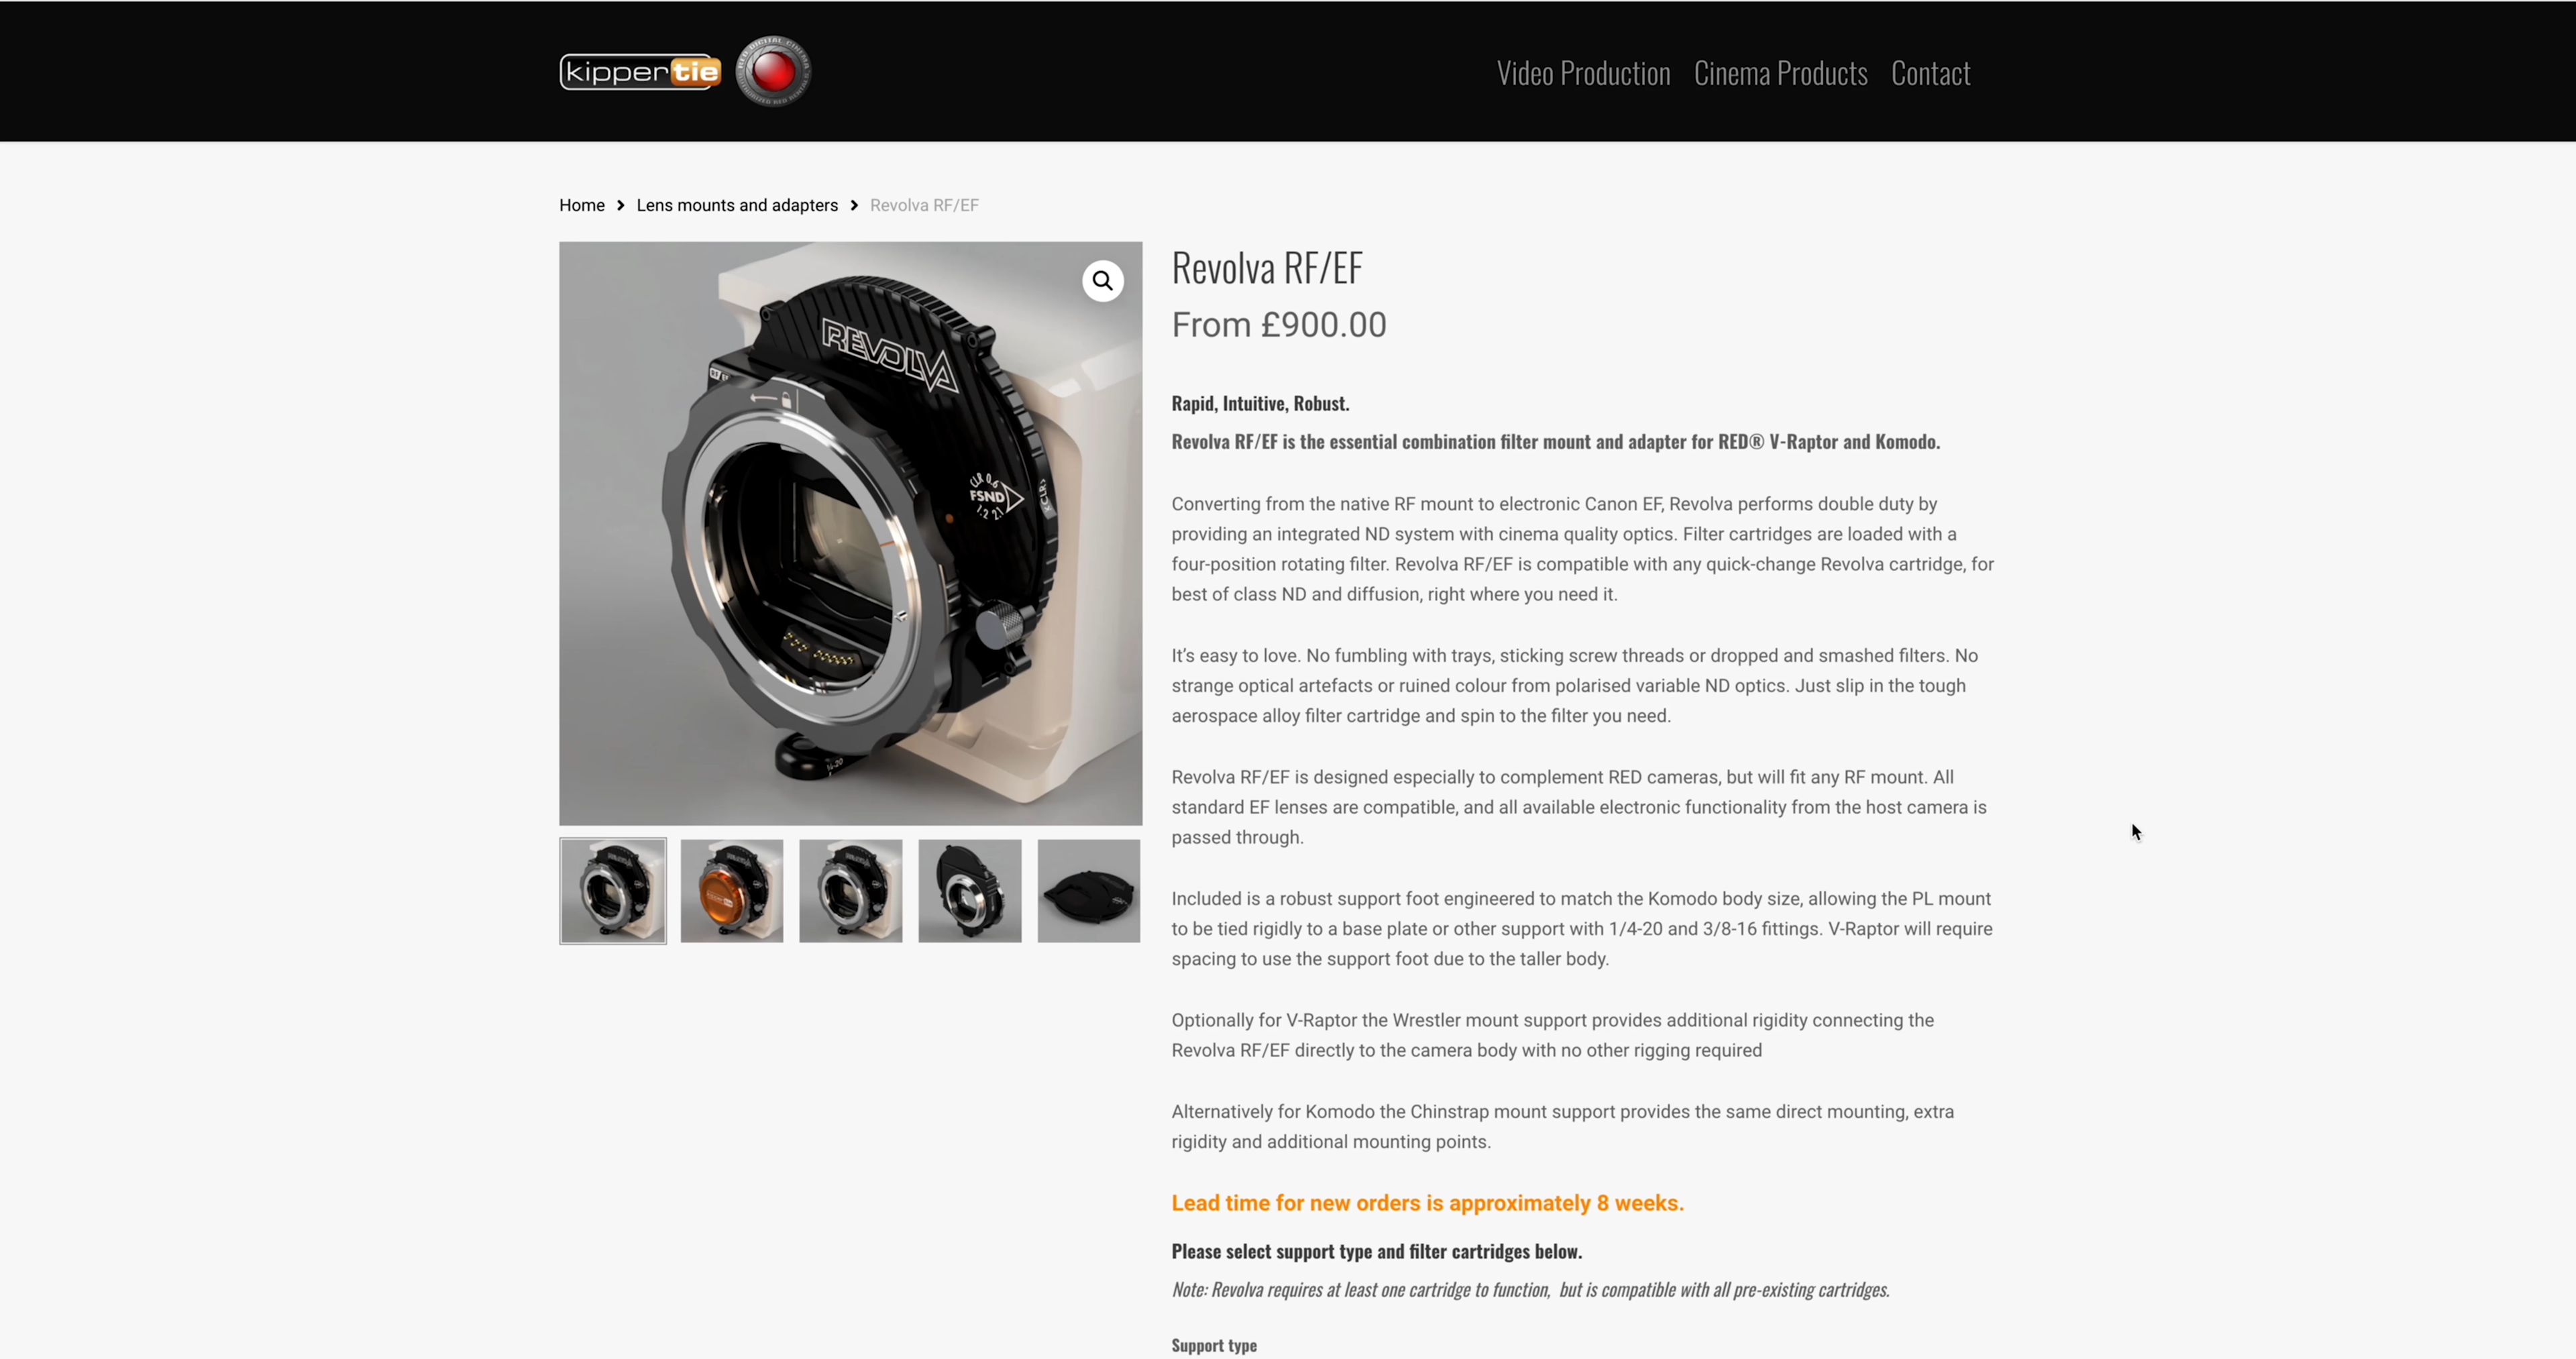 kippertie
Video Production
Cinema Products
Contact
Home
Lens mounts and adapters
Revolva RF/EF
REVOLVA
CLR 0.6
FSND
1.2 2.1
CLR
1/4-20
Revolva RF/EF
From £900.00
Rapid, Intuitive, Robust.
Revolva RF/EF is the essential combination filter mount and adapter for RED® V-Raptor and Komodo.
Converting from the native RF mount to electronic Canon EF, Revolva performs double duty by
providing an integrated ND system with cinema quality optics. Filter cartridges are loaded with a
four-position rotating filter. Revolva RF/EF is compatible with any quick-change Revolva cartridge, for
best of class ND and diffusion, right where you need it.
It’s easy to love. No fumbling with trays, sticking screw threads or dropped and smashed filters. No
strange optical artefacts or ruined colour from polarised variable ND optics. Just slip in the tough
aerospace alloy filter cartridge and spin to the filter you need.
Revolva RF/EF is designed especially to complement RED cameras, but will fit any RF mount. All
standard EF lenses are compatible, and all available electronic functionality from the host camera is
passed through.
Included is a robust support foot engineered to match the Komodo body size, allowing the PL mount
to be tied rigidly to a base plate or other support with 1/4-20 and 3/8-16 fittings. V-Raptor will require
spacing to use the support foot due to the taller body.
Optionally for V-Raptor the Wrestler mount support provides additional rigidity connecting the
Revolva RF/EF directly to the camera body with no other rigging required
Alternatively for Komodo the Chinstrap mount support provides the same direct mounting, extra
rigidity and additional mounting points.
Lead time for new orders is approximately 8 weeks.
Please select support type and filter cartridges below.
Note: Revolva requires at least one cartridge to function,  but is compatible with all pre-existing cartridges.
Support type